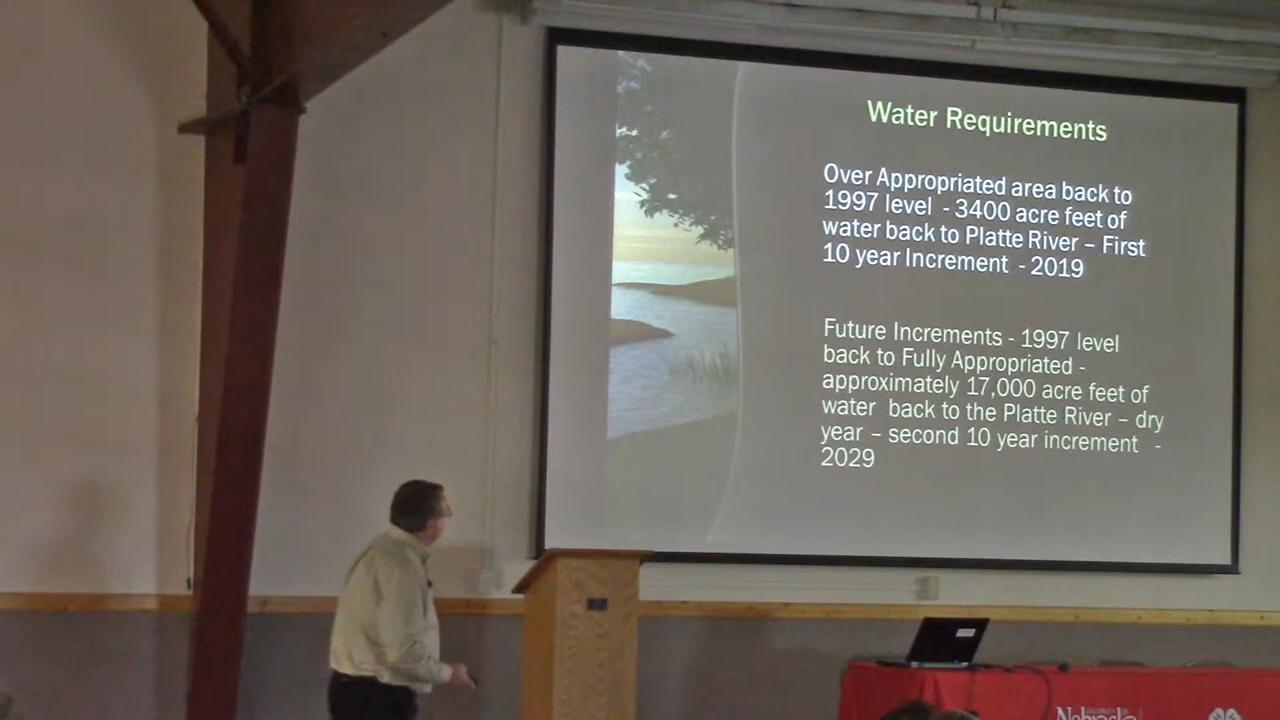 Water Requirements
Over Appropriated area back to
1997 level - 3400 acre feet of
water back to Platte River – First
10 year Increment - 2019
Future Increments - 1997 level
back to Fully Appropriated -
approximately 17,000 acre feet of
water back to the Platte River – dry
year – second 10 year increment -
2029
Nebraska